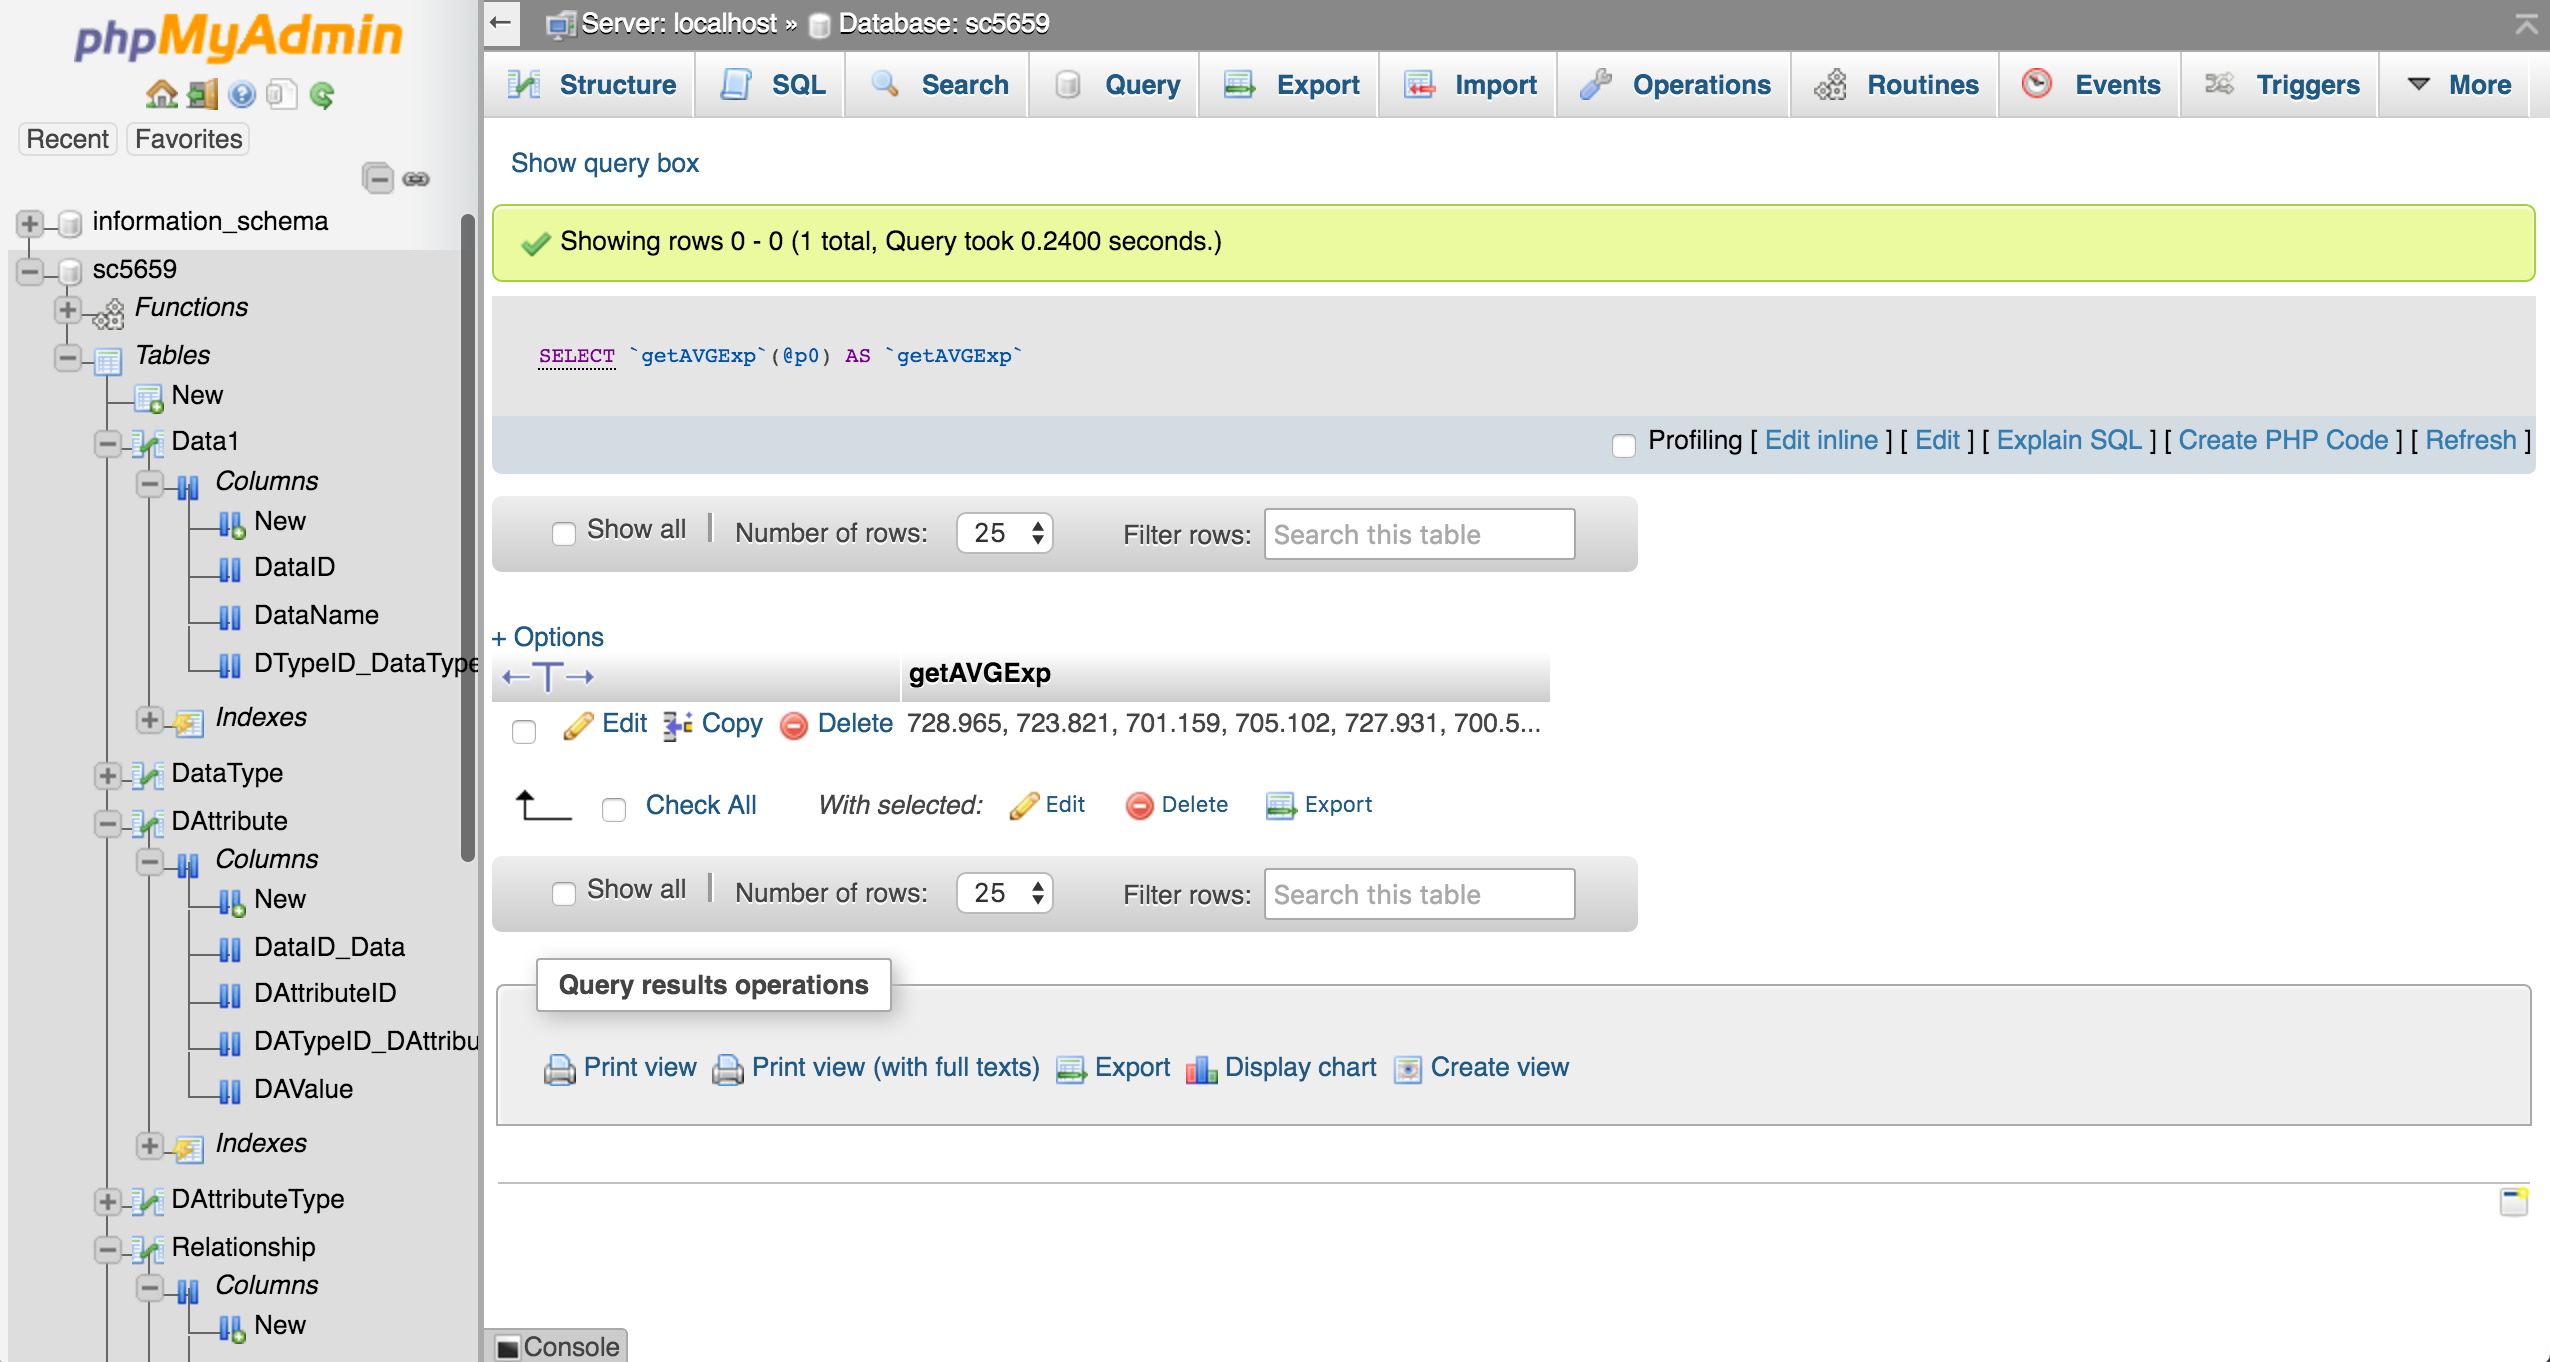 phpMyAdmin
Recent Favorites
information_schema
sc5659
Functions
Tables
New
Data1
Columns
New
DataID
DataName
DTypeID_DataType
Indexes
DataType
DAttribute
Columns
New
DataID_Data
DAttributeID
DATypeID_DAttribu
DAValue
Indexes
DAttributeType
Relationship
Columns
New
Server: localhost » Database: sc5659
Structure SQL Search Query Export Import Operations Routines Events Triggers More
Show query box
Showing rows 0 - 0 (1 total, Query took 0.2400 seconds.)
SELECT `getAVGExp`(@p0) AS `getAVGExp`
Profiling [ Edit inline ] [ Edit ] [ Explain SQL ] [ Create PHP Code ] [ Refresh ]
Show all | Number of rows: 25 Filter rows: Search this table
+ Options
←T→ getAVGExp
Edit Copy Delete 728.965, 723.821, 701.159, 705.102, 727.931, 700.5...
Check All With selected: Edit Delete Export
Show all | Number of rows: 25 Filter rows: Search this table
Query results operations
Print view Print view (with full texts) Export Display chart Create view
Console